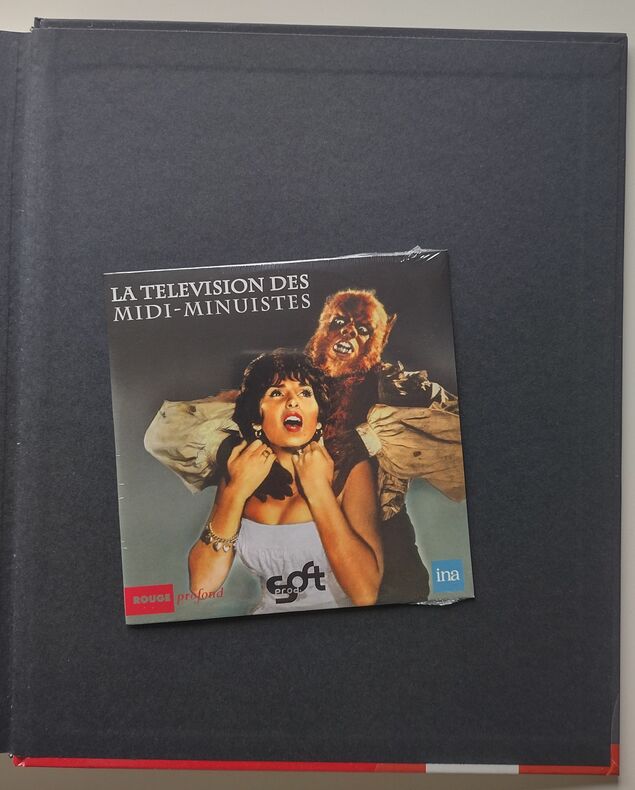 LA TELEVISION DES
MIDI-MINUISTES
ROUGE profond
soft
prod.
ina